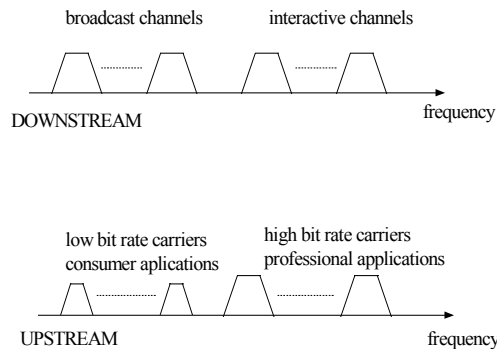 broadcast channels
interactive channels
frequency
DOWNSTREAM
low bit rate carriers
consumer aplications
high bit rate carriers
professional applications
UPSTREAM
frequency